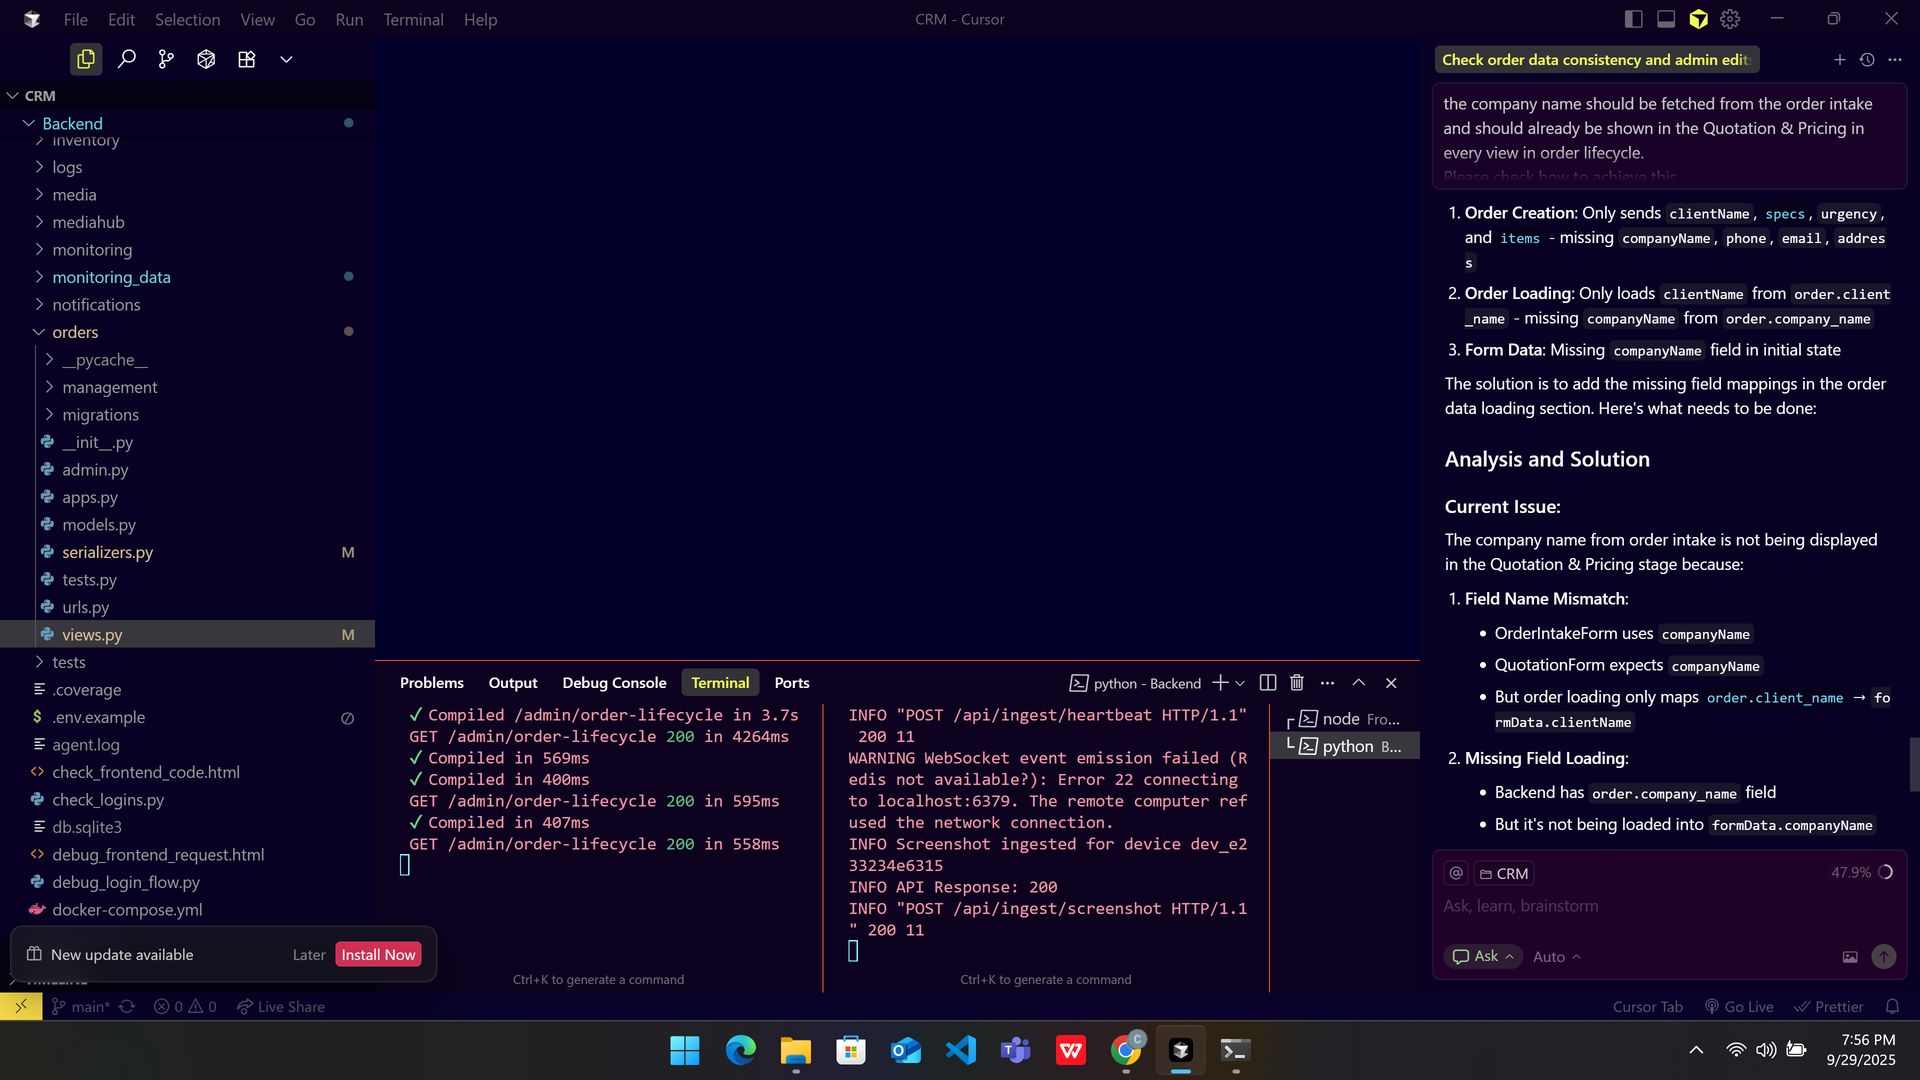 File Edit Selection View Go Run Terminal Help
CRM - Cursor
CRM
Backend
inventory
logs
media
mediahub
monitoring
monitoring_data
notifications
orders
__pycache__
management
migrations
__init__.py
admin.py
apps.py
models.py
serializers.py M
tests.py
urls.py
views.py M
tests
.coverage
.env.example
agent.log
check_frontend_code.html
check_logins.py
db.sqlite3
debug_frontend_request.html
debug_login_flow.py
docker-compose.yml
TIMELINE
New update available Later Install Now
Problems Output Debug Console Terminal Ports
python - Backend
✓ Compiled /admin/order-lifecycle in 3.7s
GET /admin/order-lifecycle 200 in 4264ms
✓ Compiled in 569ms
✓ Compiled in 400ms
GET /admin/order-lifecycle 200 in 595ms
✓ Compiled in 407ms
GET /admin/order-lifecycle 200 in 558ms
Ctrl+K to generate a command
INFO "POST /api/ingest/heartbeat HTTP/1.1"
200 11
WARNING WebSocket event emission failed (R
edis not available?): Error 22 connecting
to localhost:6379. The remote computer ref
used the network connection.
INFO Screenshot ingested for device dev_e2
33234e6315
INFO API Response: 200
INFO "POST /api/ingest/screenshot HTTP/1.1
" 200 11
Ctrl+K to generate a command
node Fro...
python B...
Check order data consistency and admin edit
the company name should be fetched from the order intake
and should already be shown in the Quotation & Pricing in
every view in order lifecycle.
Please check how to achieve this
1. Order Creation: Only sends clientName, specs, urgency,
and items - missing companyName, phone, email, addres
s
2. Order Loading: Only loads clientName from order.client
_name - missing companyName from order.company_name
3. Form Data: Missing companyName field in initial state
The solution is to add the missing field mappings in the order
data loading section. Here's what needs to be done:
Analysis and Solution
Current Issue:
The company name from order intake is not being displayed
in the Quotation & Pricing stage because:
1. Field Name Mismatch:
• OrderIntakeForm uses companyName
• QuotationForm expects companyName
• But order loading only maps order.client_name → fo
rmData.clientName
2. Missing Field Loading:
• Backend has order.company_name field
• But it's not being loaded into formData.companyName
@ CRM 47.9%
Ask, learn, brainstorm
Ask Auto
main* 0 0 Live Share
Cursor Tab Go Live Prettier
7:56 PM
9/29/2025